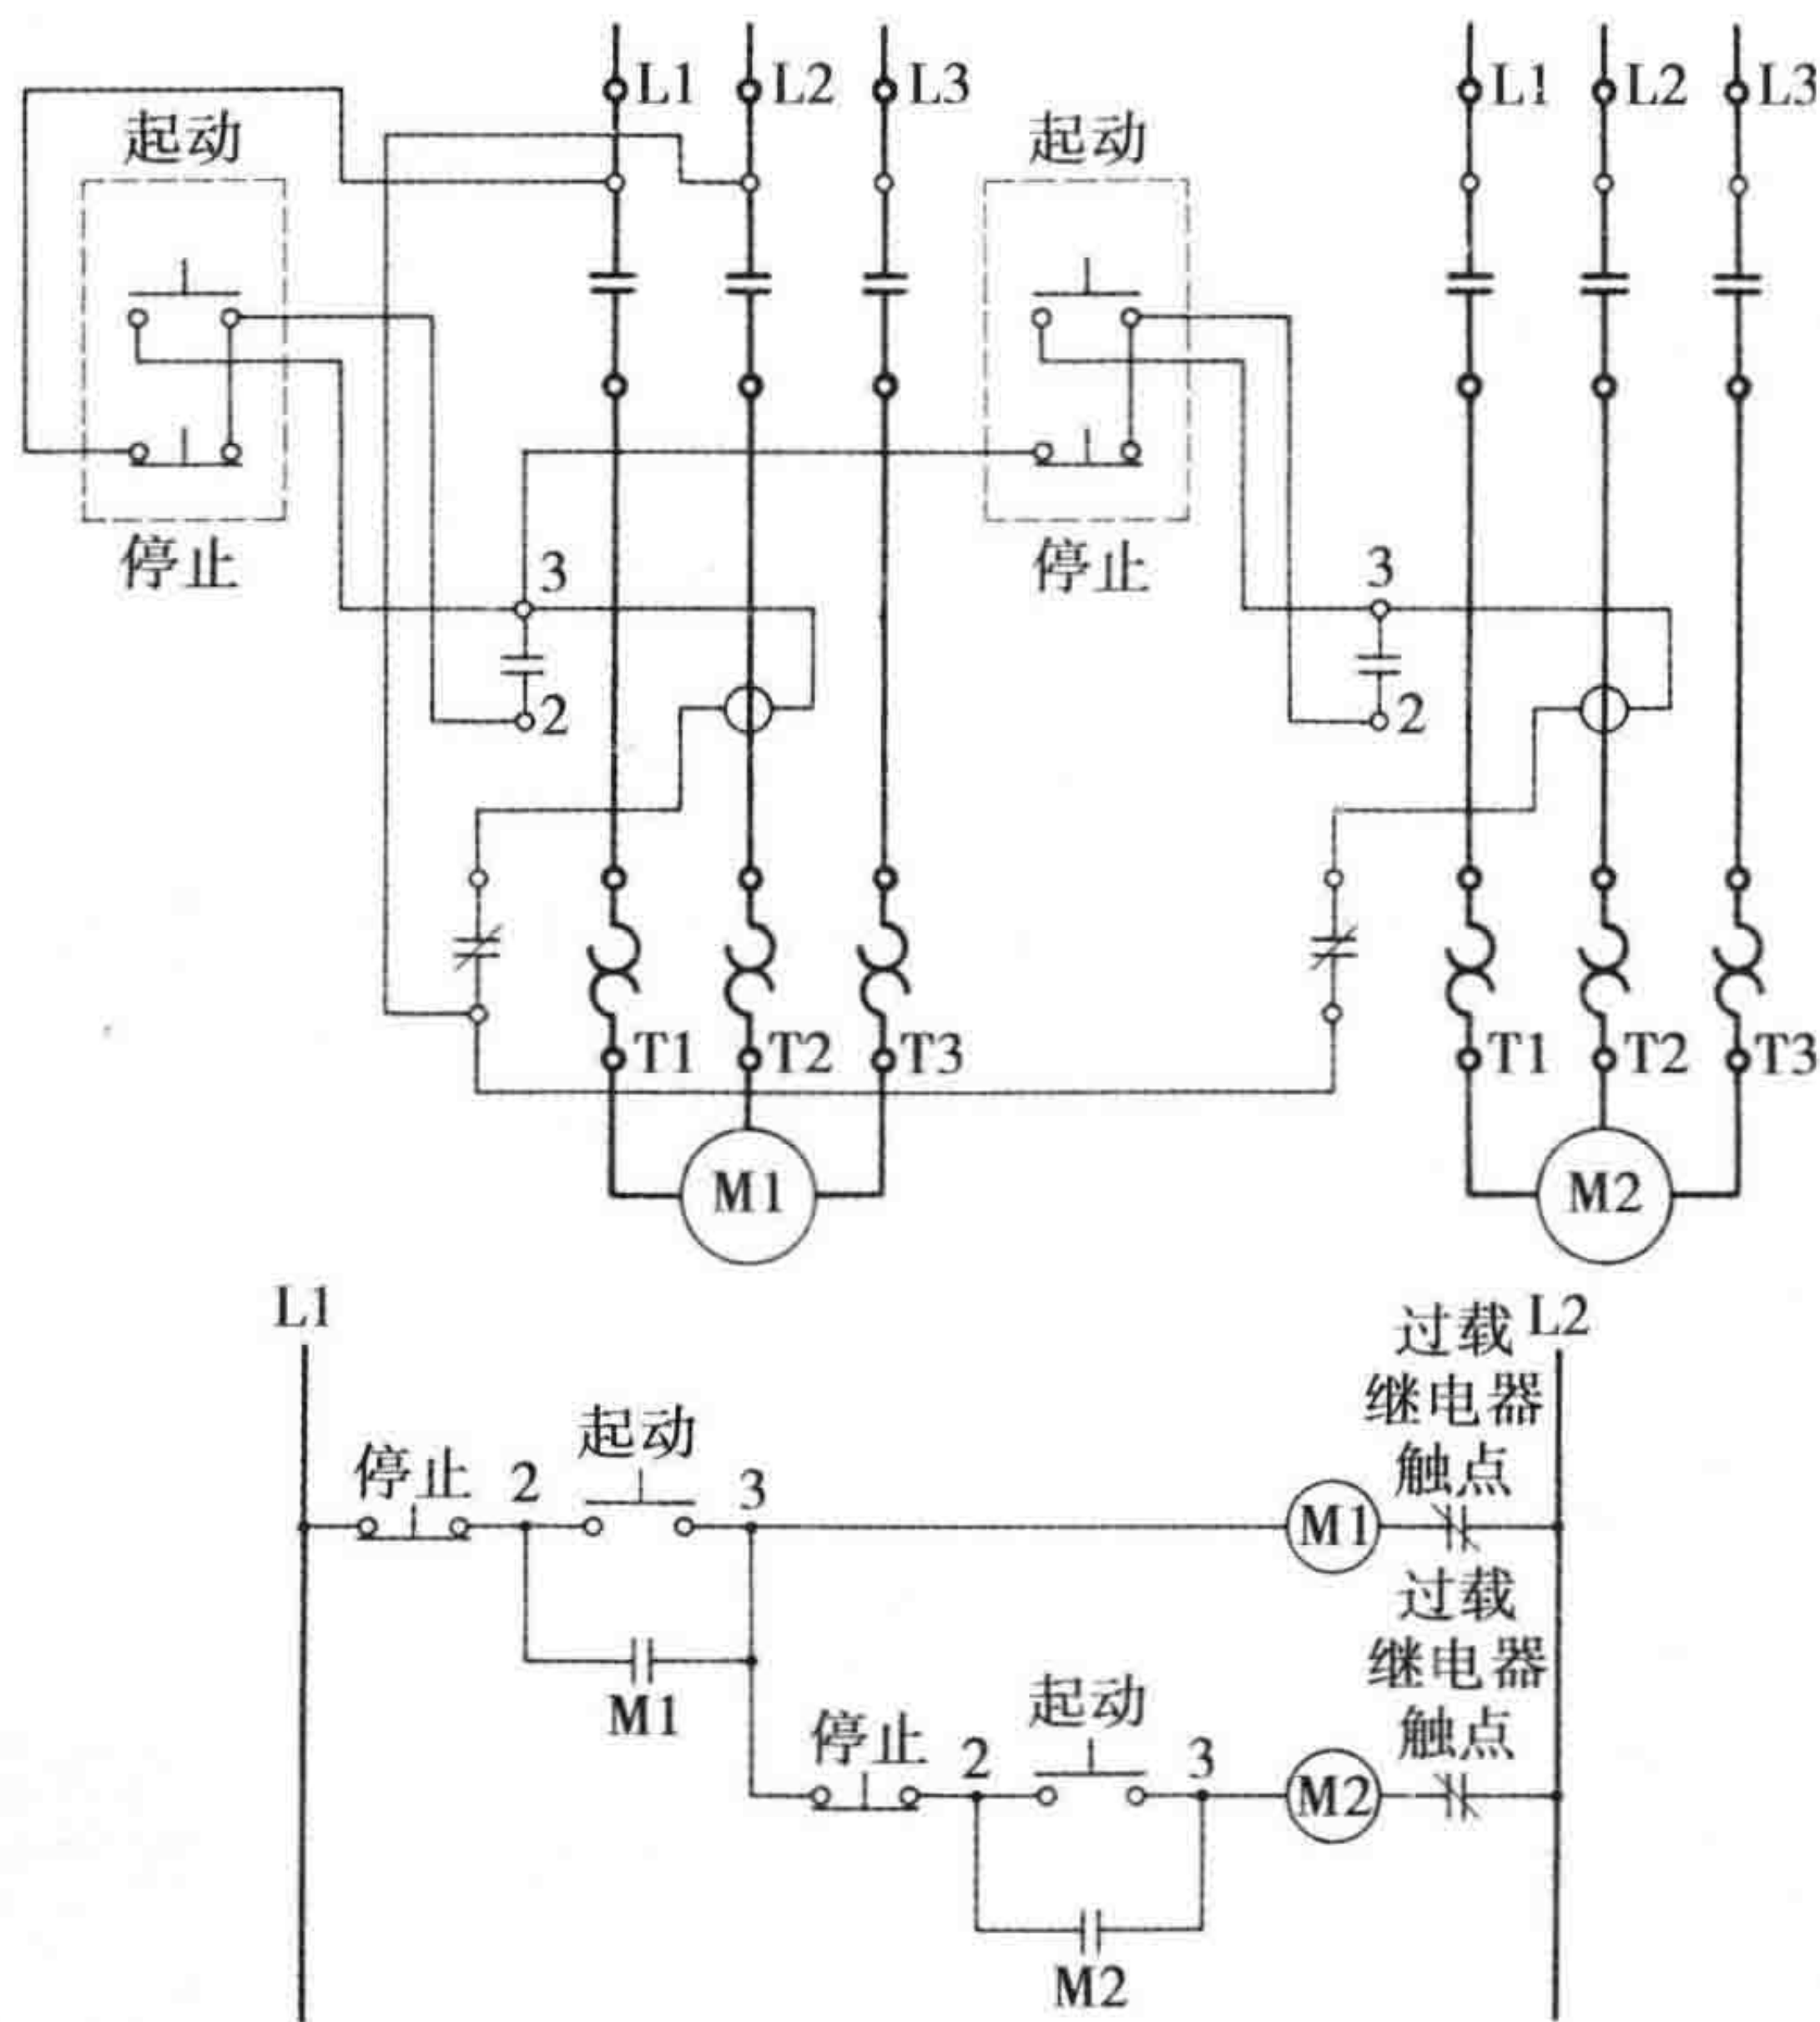 L1 L2 L3 L1 L2 L3
起动 起动
停止 停止
3 3
2 2
T1 T2 T3 T1 T2 T3
M1 M2
L1 过载 L2
继电器
触点
起动
停止 2 3
M1
过载
继电器
触点
M1
起动
停止 2 3
M2
M2